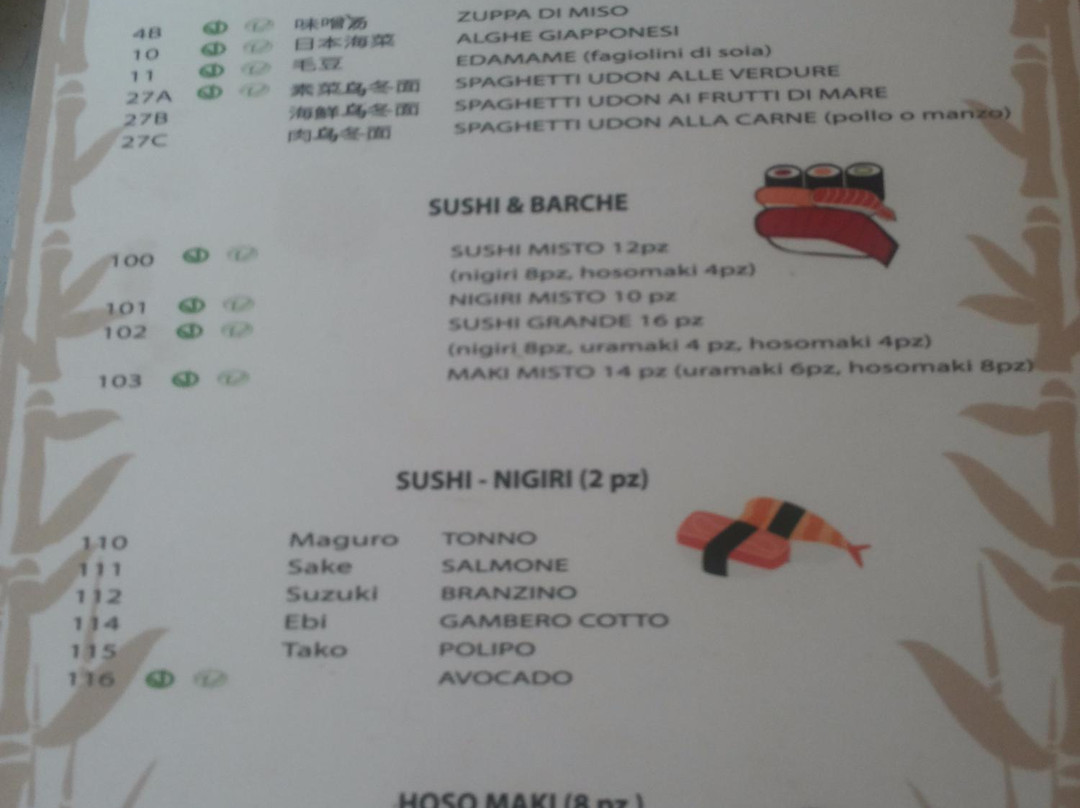 4B 味噌汤 ZUPPA DI MISO
10 日本海菜 ALGHE GIAPPONESI
11 毛豆 EDAMAME (fagiolini di soia)
27A 素菜乌冬面 SPAGHETTI UDON ALLE VERDURE
27B 海鲜乌冬面 SPAGHETTI UDON AI FRUTTI DI MARE
27C 肉乌冬面 SPAGHETTI UDON ALLA CARNE (pollo o manzo)
SUSHI & BARCHE
100 SUSHI MISTO 12pz
(nigiri 8pz, hosomaki 4pz)
101 NIGIRI MISTO 10 pz
102 SUSHI GRANDE 16 pz
(nigiri 8pz, uramaki 4 pz, hosomaki 4pz)
103 MAKI MISTO 14 pz (uramaki 6pz, hosomaki 8pz)
SUSHI - NIGIRI (2 pz)
110 Maguro TONNO
111 Sake SALMONE
112 Suzuki BRANZINO
114 Ebi GAMBERO COTTO
115 Tako POLIPO
116 AVOCADO
HOSO MAKI (8 pz )